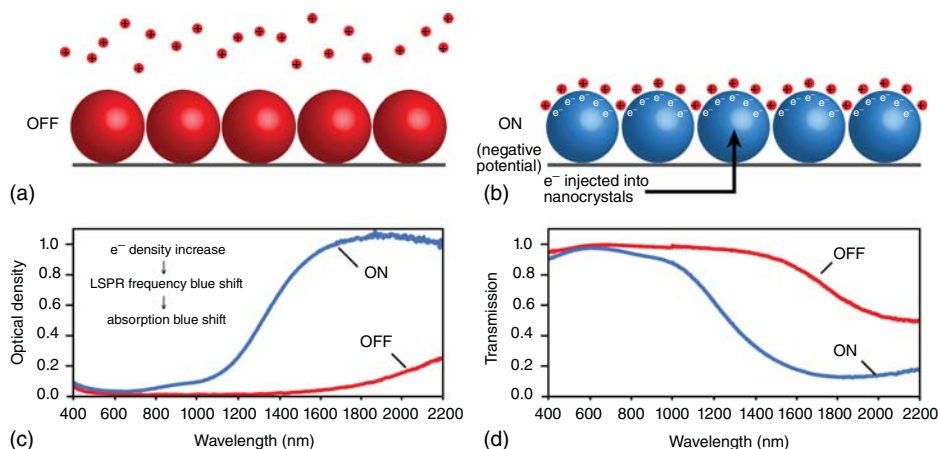 OFF
(a)
e⁻ e⁻ e⁻ e⁻ e⁻ e⁻ e⁻ e⁻ e⁻ e⁻ e⁻ e⁻ e⁻ e⁻ e⁻
e⁻ e⁻ e⁻ e⁻ e⁻ e⁻ e⁻ e⁻ e⁻ e⁻
ON
(negative
potential)
e⁻ injected into
nanocrystals
(b)
Optical density
1.0
0.8
0.6
0.4
0.2
0.0
e⁻ density increase
↓
LSPR frequency blue shift
↓
absorption blue shift
ON
OFF
400 600 800 1000 1200 1400 1600 1800 2000 2200
Wavelength (nm)
(c)
Transmission
1.0
0.8
0.6
0.4
0.2
0.0
OFF
ON
400 600 800 1000 1200 1400 1600 1800 2000 2200
Wavelength (nm)
(d)